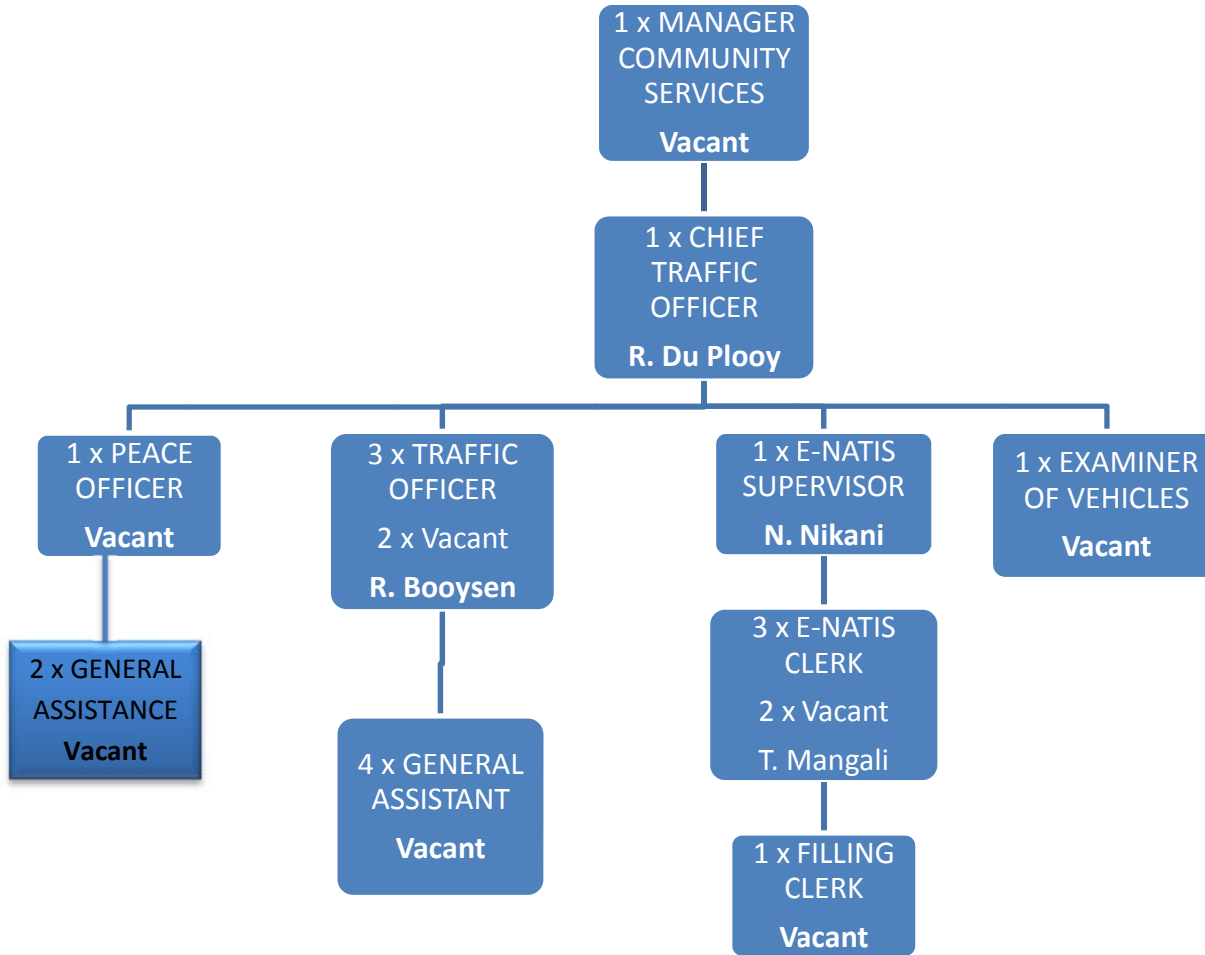 1 x MANAGER
COMMUNITY
SERVICES
Vacant
1 x CHIEF
TRAFFIC
OFFICER
R. Du Plooy
1 x PEACE
OFFICER
Vacant
3 x TRAFFIC
OFFICER
2 x Vacant
R. Booysen
1 x E-NATIS
SUPERVISOR
N. Nikani
1 x EXAMINER
OF VEHICLES
Vacant
2 x GENERAL
ASSISTANCE
Vacant
4 x GENERAL
ASSISTANT
Vacant
3 x E-NATIS
CLERK
2 x Vacant
T. Mangali
1 x FILLING
CLERK
Vacant